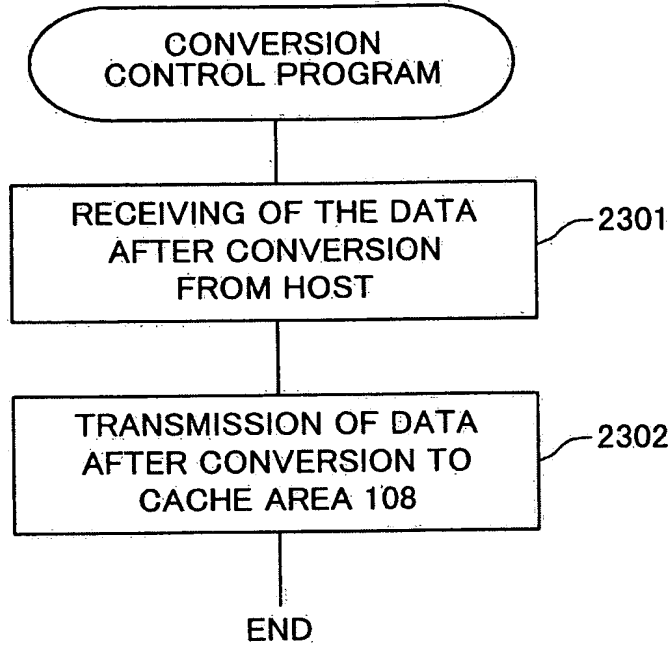 CONVERSION
CONTROL PROGRAM
RECEIVING OF THE DATA
AFTER CONVERSION
FROM HOST
2301
TRANSMISSION OF DATA
AFTER CONVERSION TO
CACHE AREA 108
2302
END